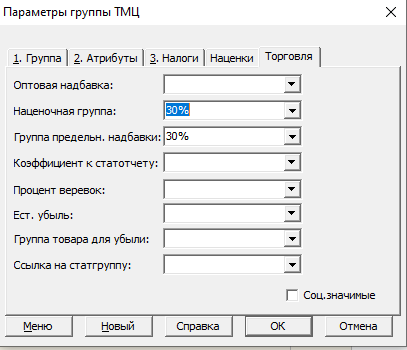 Параметры группы ТМЦ
1. Группа 2. Атрибуты 3. Налоги Наценки Торговля
Оптовая надбавка:
Наценочная группа: 30%
Группа предельн. надбавки: 30%
Коэффициент к статотчету:
Процент веревок:
Ест. убыль:
Группа товара для убыли:
Ссылка на статгруппу:
Соц.значимые
Меню Новый Справка ОК Отмена